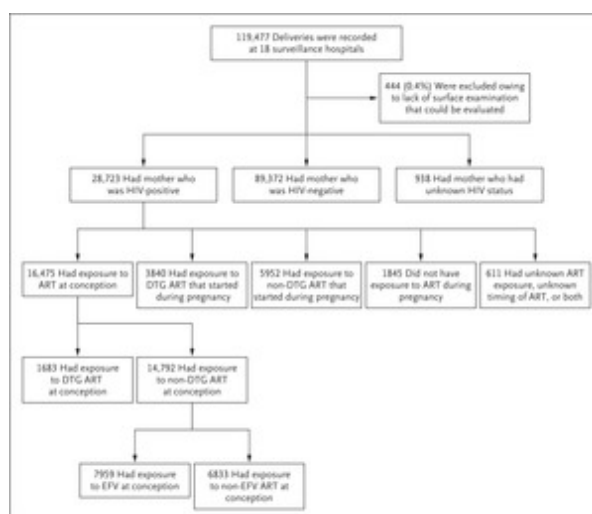 119,477 Deliveries were recorded
at 18 surveillance hospitals
444 (0.4%) Were excluded owing
to lack of surface examination
that could be evaluated
28,723 Had mother who
was HIV-positive
89,372 Had mother who
was HIV-negative
938 Had mother who had
unknown HIV status
16,475 Had exposure to
ART at conception
3840 Had exposure to
DTG ART that started
during pregnancy
5952 Had exposure to
non-DTG ART that
started during pregnancy
1845 Did not have
exposure to ART during
pregnancy
611 Had unknown ART
exposure, unknown
timing of ART, or both
1683 Had exposure
to DTG ART
at conception
14,792 Had exposure
to non-DTG ART
at conception
7959 Had exposure
to EFV at conception
6833 Had exposure
to non-EFV ART at
conception